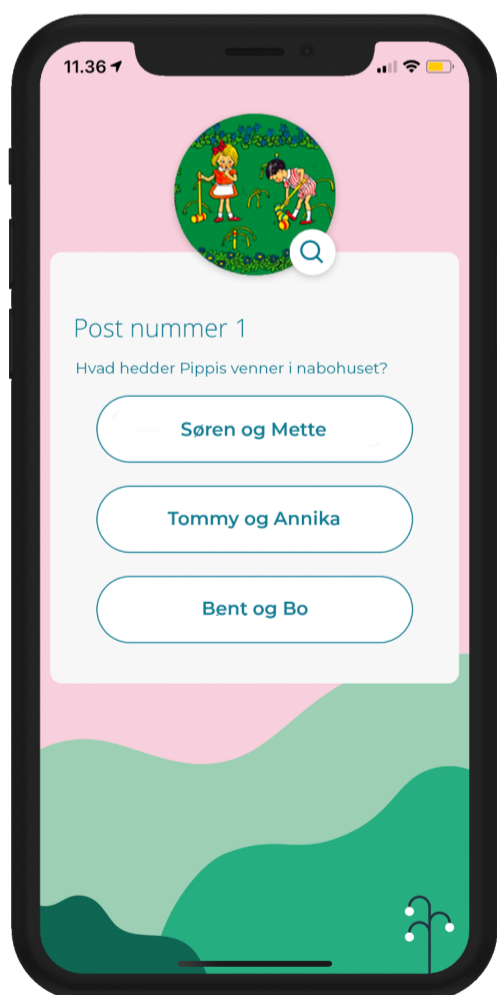 11.36
Post nummer 1
Hvad hedder Pippis venner i nabohuset?
Søren og Mette
Tommy og Annika
Bent og Bo